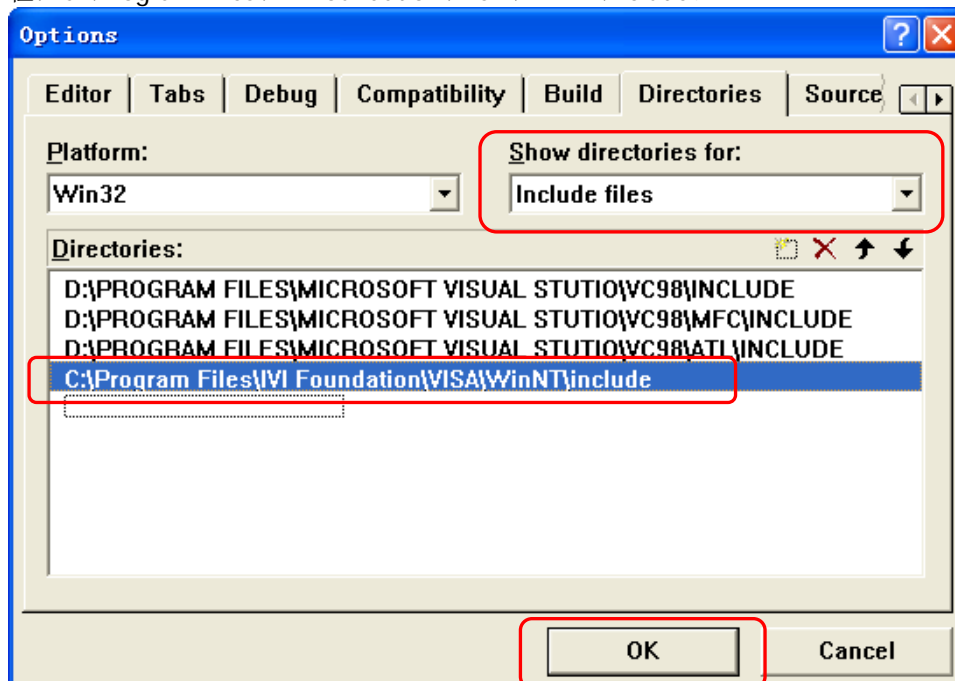 Options
Editor Tabs Debug Compatibility Build Directories Source
Platform: Show directories for:
Win32 Include files
Directories:
D:\PROGRAM FILES\MICROSOFT VISUAL STUTIO\VC98\INCLUDE
D:\PROGRAM FILES\MICROSOFT VISUAL STUTIO\VC98\MFC\INCLUDE
D:\PROGRAM FILES\MICROSOFT VISUAL STUTIO\VC98\ATL\INCLUDE
C:\Program Files\IVI Foundation\VISA\WinNT\include
OK Cancel